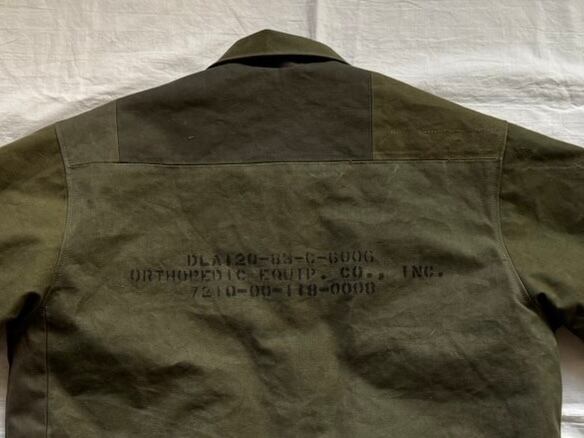 DLA120-83-C-6006
ORTHOPEDIC EQUIP. CO., INC.
7210-00-118-0008